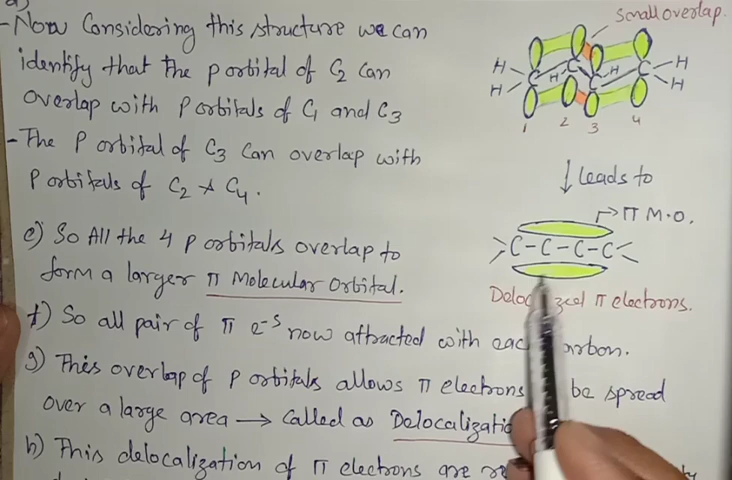 - Now Considering this structure we can
identify that the p orbital of C2 can
overlap with p orbitals of C1 and C3
- The P orbital of C3 can overlap with
P orbitals of C2 & C4.
e) So All the 4 p orbitals overlap to
form a larger π Molecular Orbital.
f) So all pair of π e-s now attracted with each carbon.
g) This overlap of p orbitals allows π electrons be spread
over a large area → Called as
h) This delocalization of π electrons are
small overlap.
H C C H
H H C C H H
1 2 3 4
↓ leads to
→ π M.O.
C - C - C - C
π electrons.